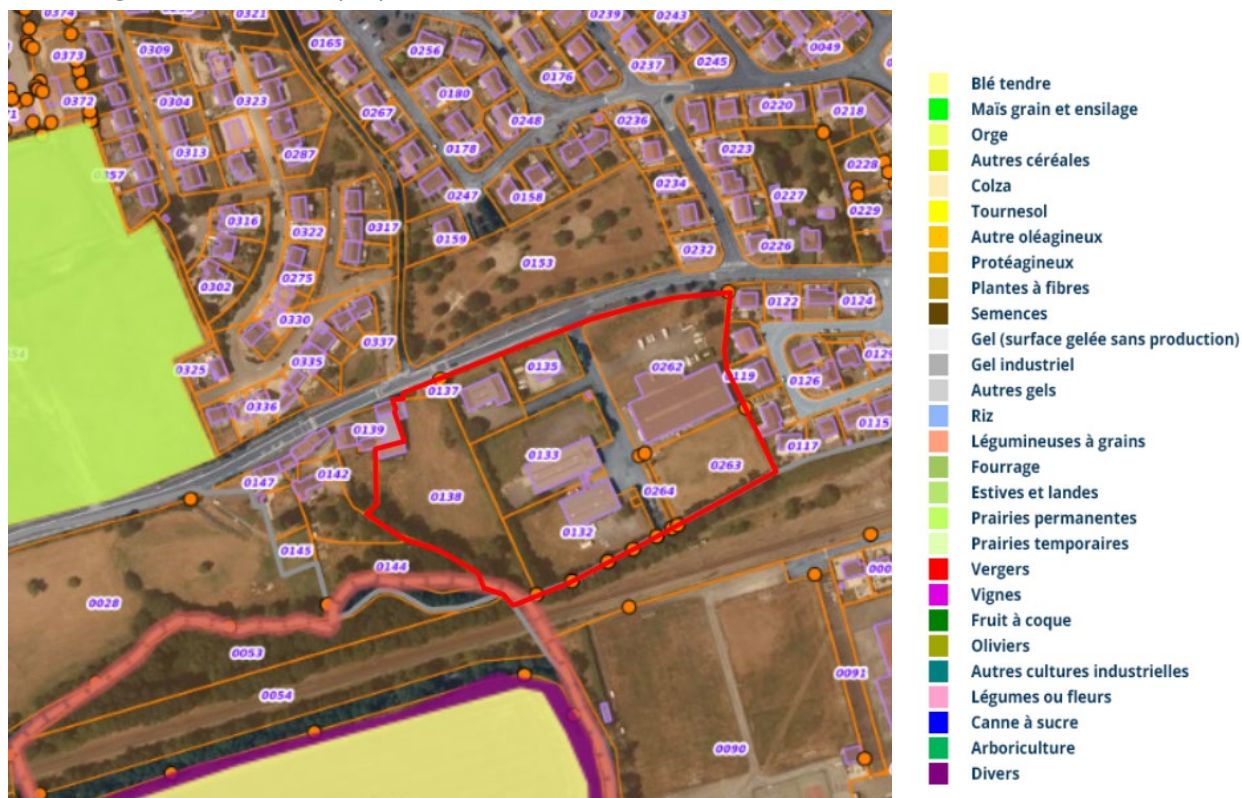 0374
0321
0239
0243
0373
0309
0165
0256
0049
0237
0245
0176
0372
0304
0323
0180
0220
0218
0267
0248
0236
0313
0287
0178
0223
0228
0357
0247
0158
0234
0227
0229
0316
0322
0317
0159
0232
0226
0153
0302
0275
0122
0124
0330
0337
0335
0325
0135
0262
0137
0119
0126
0336
0139
0115
0117
0133
0142
0147
0138
0263
0264
0132
0145
0144
0028
0053
0054
0091
0090
Blé tendre
Maïs grain et ensilage
Orge
Autres céréales
Colza
Tournesol
Autre oléagineux
Protéagineux
Plantes à fibres
Semences
Gel (surface gelée sans production)
Gel industriel
Autres gels
Riz
Légumineuses à grains
Fourrage
Estives et landes
Prairies permanentes
Prairies temporaires
Vergers
Vignes
Fruit à coque
Oliviers
Autres cultures industrielles
Légumes ou fleurs
Canne à sucre
Arboriculture
Divers